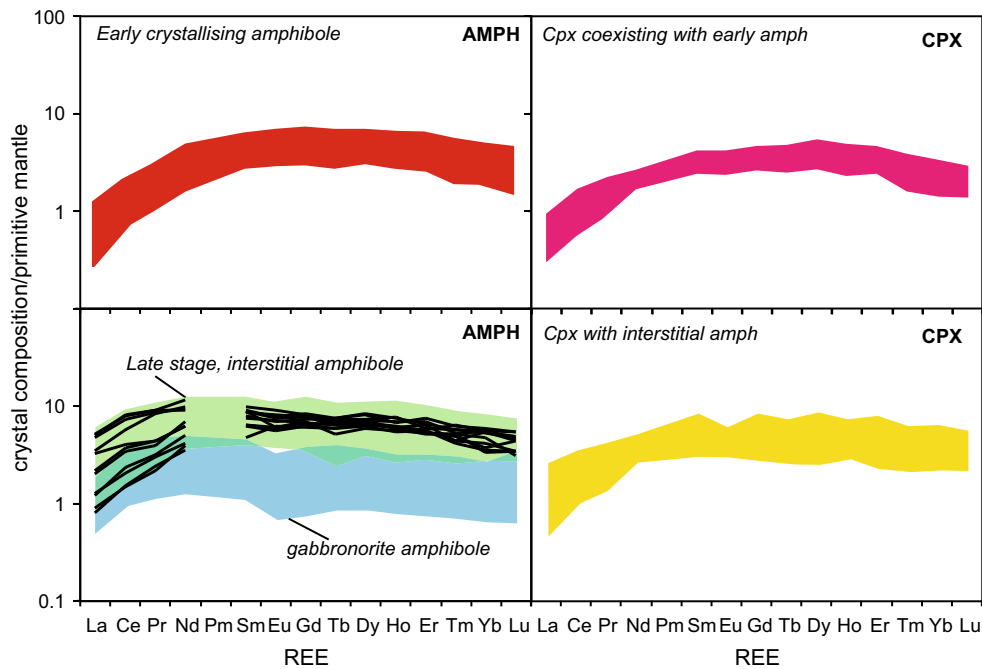 100
Early crystallising amphibole AMPH
Cpx coexisting with early amph CPX
10
1
crystal composition/primitive mantle
AMPH
Late stage, interstitial amphibole
Cpx with interstitial amph CPX
10
1
gabbronorite amphibole
0.1
La Ce Pr Nd Pm Sm Eu Gd Tb Dy Ho Er Tm Yb Lu
La Ce Pr Nd Pm Sm Eu Gd Tb Dy Ho Er Tm Yb Lu
REE
REE